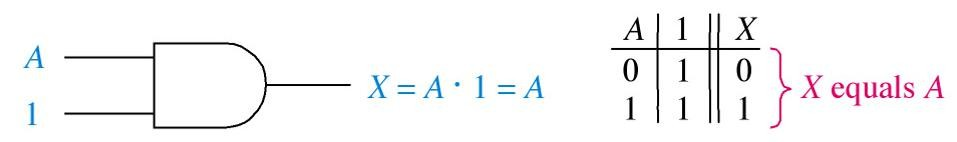 A
1
X = A · 1 = A
A 1 X
0 1 0
1 1 1
X equals A